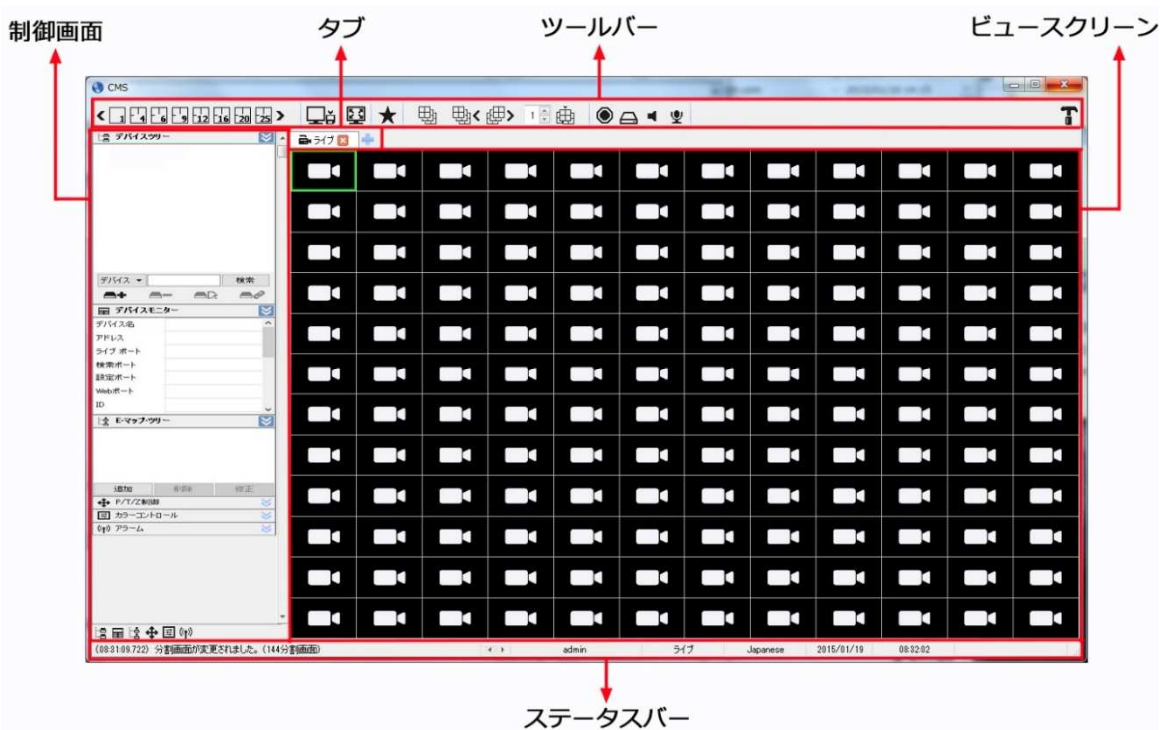 制御画面 タブ ツールバー ビュースクリーン
CMS
1 4 6 9 12 16 20 25 1
デバイスツリー ライブ
デバイス 検索
デバイスモニター
デバイス名
アドレス
ライブ ポート
検索ポート
設定ポート
Webポート
ID
E-マップ-ツリー
追加 削除 修正
P/T/Z制御
カラーコントロール
アラーム
(08:31:09.722) 分割画面が変更されました。(144分割画面) admin ライブ Japanese 2015/01/19 08:32:02
ステータスバー